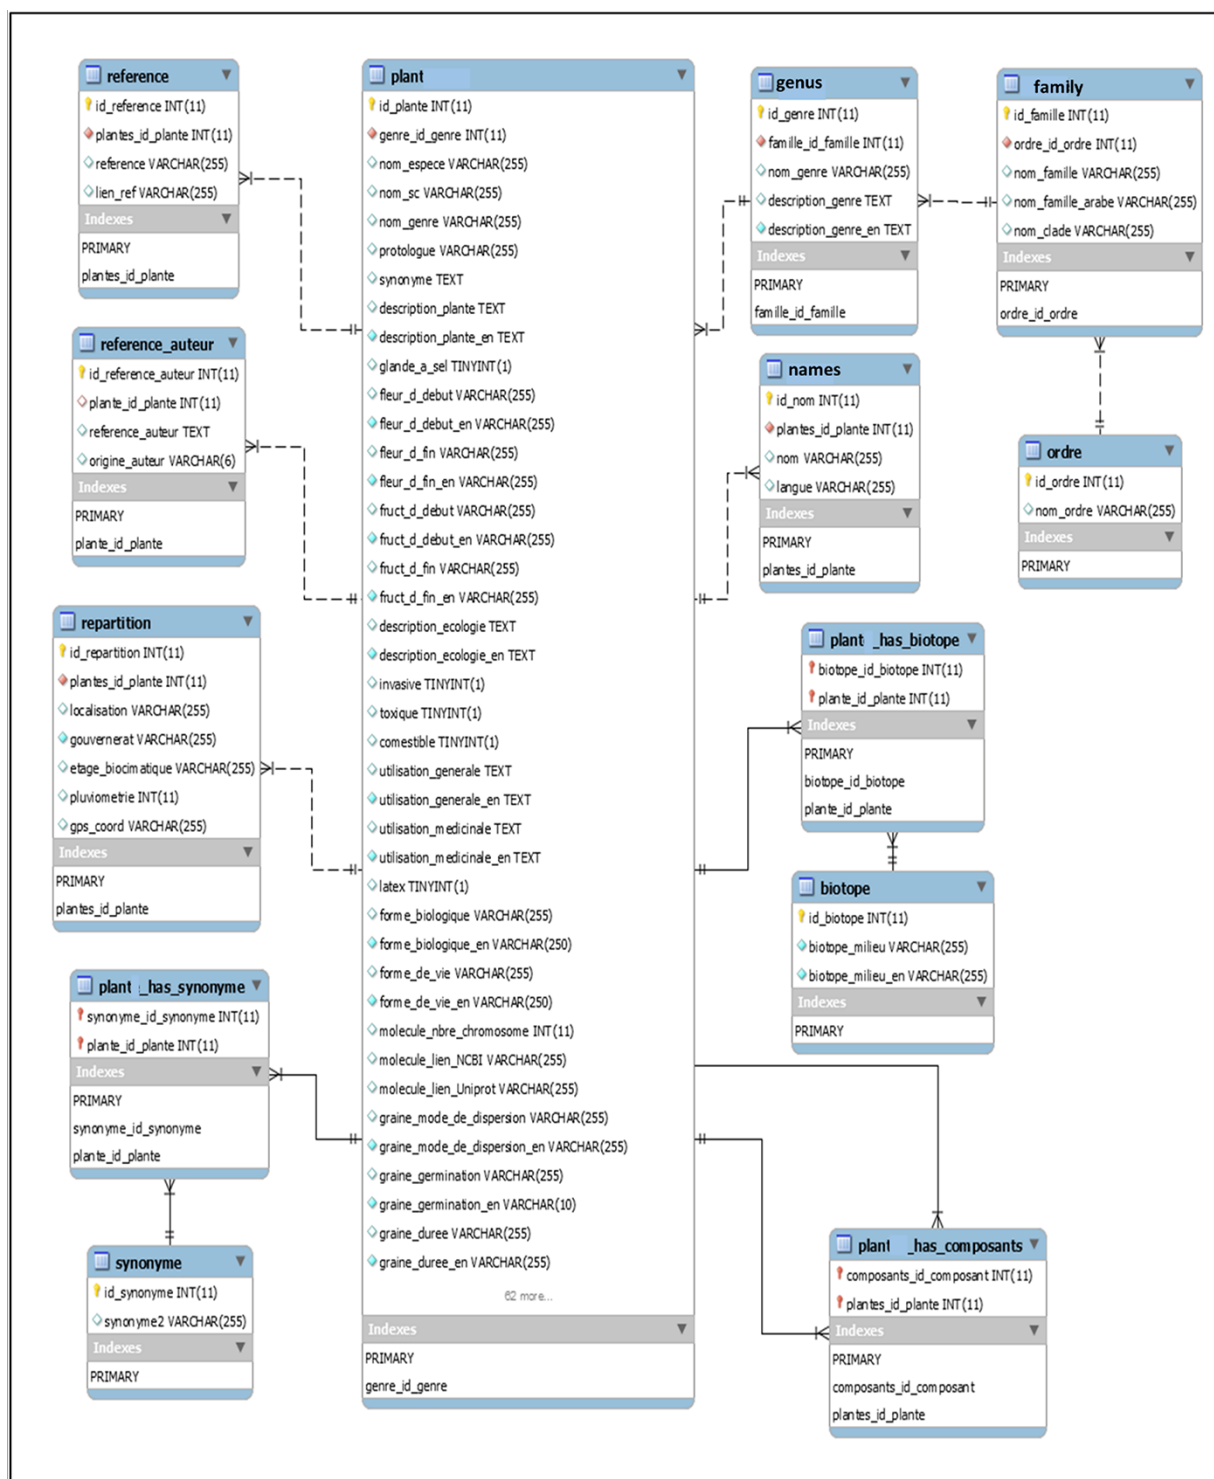 reference
id_reference INT(11)
plantes_id_plante INT(11)
reference VARCHAR(255)
lien_ref VARCHAR(255)
Indexes
PRIMARY
plantes_id_plante
reference_auteur
id_reference_auteur INT(11)
plante_id_plante INT(11)
reference_auteur TEXT
origine_auteur VARCHAR(6)
Indexes
PRIMARY
plante_id_plante
repartition
id_repartition INT(11)
plantes_id_plante INT(11)
localisation VARCHAR(255)
gouvernerat VARCHAR(255)
etage_biocimatique VARCHAR(255)
pluviometrie INT(11)
gps_coord VARCHAR(255)
Indexes
PRIMARY
plantes_id_plante
plant _has_synonyme
synonyme_id_synonyme INT(11)
plante_id_plante INT(11)
Indexes
PRIMARY
synonyme_id_synonyme
plante_id_plante
synonyme
id_synonyme INT(11)
synonyme2 VARCHAR(255)
Indexes
PRIMARY
plant
id_plante INT(11)
genre_id_genre INT(11)
nom_espece VARCHAR(255)
nom_sc VARCHAR(255)
nom_genre VARCHAR(255)
protologue VARCHAR(255)
synonyme TEXT
description_plante TEXT
description_plante_en TEXT
glande_a_sel TINYINT(1)
fleur_d_debut VARCHAR(255)
fleur_d_debut_en VARCHAR(255)
fleur_d_fin VARCHAR(255)
fleur_d_fin_en VARCHAR(255)
fruct_d_debut VARCHAR(255)
fruct_d_debut_en VARCHAR(255)
fruct_d_fin VARCHAR(255)
fruct_d_fin_en VARCHAR(255)
description_ecologie TEXT
description_ecologie_en TEXT
invasive TINYINT(1)
toxique TINYINT(1)
comestible TINYINT(1)
utilisation_generale TEXT
utilisation_generale_en TEXT
utilisation_medicinale TEXT
utilisation_medicinale_en TEXT
latex TINYINT(1)
forme_biologique VARCHAR(255)
forme_biologique_en VARCHAR(250)
forme_de_vie VARCHAR(255)
forme_de_vie_en VARCHAR(250)
molecule_nbre_chromosome INT(11)
molecule_lien_NCBI VARCHAR(255)
molecule_lien_Uniprot VARCHAR(255)
graine_mode_de_dispersion VARCHAR(255)
graine_mode_de_dispersion_en VARCHAR(255)
graine_germination VARCHAR(255)
graine_germination_en VARCHAR(10)
graine_duree VARCHAR(255)
graine_duree_en VARCHAR(255)
62 more...
Indexes
PRIMARY
genre_id_genre
genus
id_genre INT(11)
famille_id_famille INT(11)
nom_genre VARCHAR(255)
description_genre TEXT
description_genre_en TEXT
Indexes
PRIMARY
famille_id_famille
family
id_famille INT(11)
ordre_id_ordre INT(11)
nom_famille VARCHAR(255)
nom_famille_arabe VARCHAR(255)
nom_clade VARCHAR(255)
Indexes
PRIMARY
ordre_id_ordre
names
id_nom INT(11)
plantes_id_plante INT(11)
nom VARCHAR(255)
langue VARCHAR(255)
Indexes
PRIMARY
plantes_id_plante
ordre
id_ordre INT(11)
nom_ordre VARCHAR(255)
Indexes
PRIMARY
plant _has_biotope
biotope_id_biotope INT(11)
plante_id_plante INT(11)
Indexes
PRIMARY
biotope_id_biotope
plante_id_plante
biotope
id_biotope INT(11)
biotope_milieu VARCHAR(255)
biotope_milieu_en VARCHAR(255)
Indexes
PRIMARY
plant _has_composants
composants_id_composant INT(11)
plantes_id_plante INT(11)
Indexes
PRIMARY
composants_id_composant
plantes_id_plante